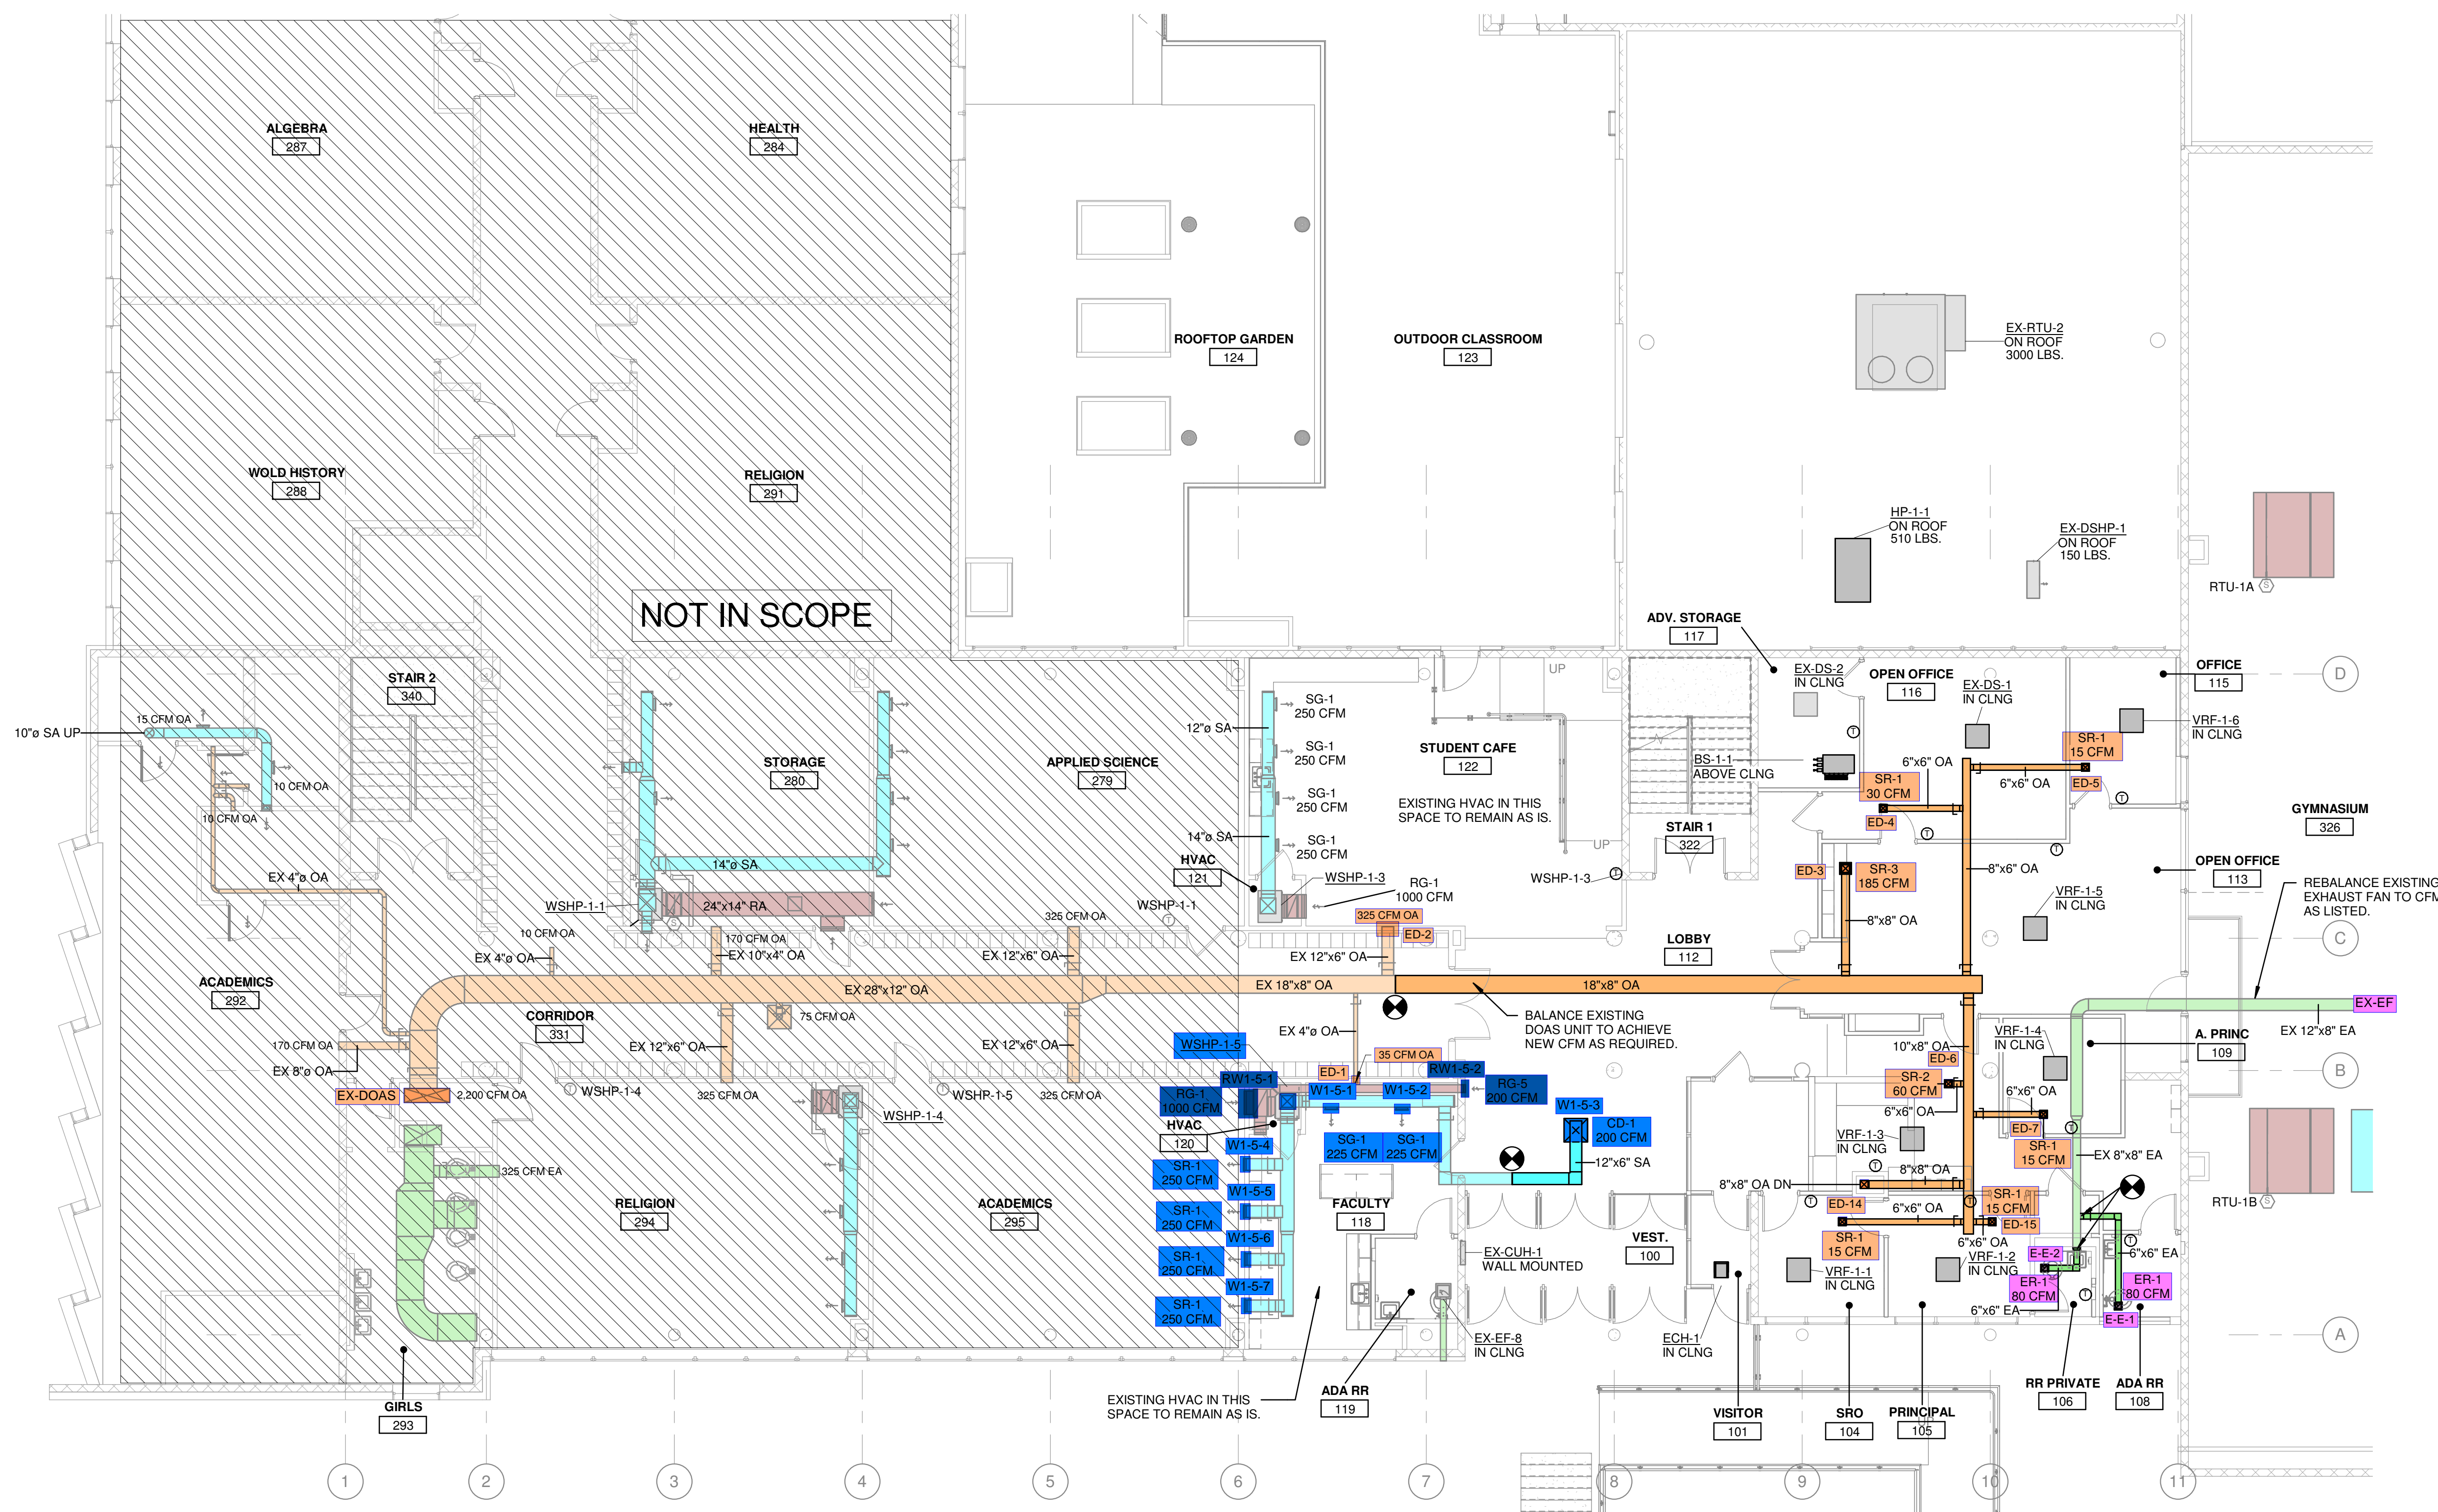 ALGEBRA
287
HEALTH
284
ROOFTOP GARDEN
124
OUTDOOR CLASSROOM
123
EX-RTU-2
ON ROOF
3000 LBS.
WOLD HISTORY
288
RELIGION
291
HP-1-1
ON ROOF
510 LBS.
EX-DSHP-1
ON ROOF
150 LBS.
RTU-1A
S
NOT IN SCOPE
ADV. STORAGE
117
STAIR 2
340
10"ø SA UP
15 CFM OA
10 CFM OA
10 CFM OA
EX 4"ø OA
STORAGE
280
14"ø SA
24"x14" RA
WSHP-1-1
S
APPLIED SCIENCE
279
12"ø SA
14"ø SA
SG-1
250 CFM
SG-1
250 CFM
SG-1
250 CFM
SG-1
250 CFM
HVAC
121
WSHP-1-3
RG-1
1000 CFM
STUDENT CAFE
122
EXISTING HVAC IN THIS
SPACE TO REMAIN AS IS.
UP
UP
WSHP-1-3
T
STAIR 1
322
EX-DS-2
IN CLNG
OPEN OFFICE
116
EX-DS-1
IN CLNG
OFFICE
115
D
VRF-1-6
IN CLNG
SR-1
15 CFM
ED-5
T
T
BS-1-1
ABOVE CLNG
6"x6" OA
6"x6" OA
SR-1
30 CFM
ED-4
T
T
GYMNASIUM
326
ED-3
SR-3
185 CFM
8"x6" OA
8"x8" OA
OPEN OFFICE
113
VRF-1-5
IN CLNG
REBALANCE EXISTING
EXHAUST FAN TO CFM
AS LISTED.
C
LOBBY
112
WSHP-1-1
T
325 CFM OA
325 CFM OA
ED-2
10 CFM OA
170 CFM OA
EX 4"ø OA
EX 10"x4" OA
EX 12"x6" OA
EX 12"x6" OA
ACADEMICS
292
EX 28"x12" OA
EX 18"x8" OA
18"x8" OA
CORRIDOR
331
75 CFM OA
170 CFM OA
EX 8"ø OA
EX 12"x6" OA
EX 12"x6" OA
EX 4"ø OA
BALANCE EXISTING
DOAS UNIT TO ACHIEVE
NEW CFM AS REQUIRED.
EX-EF
EX 12"x8" EA
VRF-1-4
IN CLNG
A. PRINC
109
10"x8" OA
ED-6
B
EX-DOAS
2,200 CFM OA
T
WSHP-1-4
325 CFM OA
WSHP-1-4
T
WSHP-1-5
325 CFM OA
WSHP-1-5
35 CFM OA
ED-1
RW1-5-1
W1-5-1
W1-5-2
RW1-5-2
RG-1
1000 CFM
RG-5
200 CFM
HVAC
120
W1-5-3
CD-1
200 CFM
SG-1
225 CFM
SG-1
225 CFM
12"x6" SA
SR-2
60 CFM
6"x6" OA
6"x6" OA
ED-7
T
VRF-1-3
IN CLNG
SR-1
15 CFM
EX 8"x8" EA
T
8"x8" OA
8"x8" OA DN
325 CFM EA
RELIGION
294
ACADEMICS
295
W1-5-4
SR-1
250 CFM
W1-5-5
SR-1
250 CFM
W1-5-6
SR-1
250 CFM
W1-5-7
SR-1
250 CFM
FACULTY
118
VEST.
100
EX-CUH-1
WALL MOUNTED
T
ED-14
T
SR-1
15 CFM
ED-15
6"x6" OA
6"x6" OA
SR-1
15 CFM
VRF-1-1
IN CLNG
VRF-1-2
IN CLNG
E-E-2
ER-1
80 CFM
6"x6" EA
T
6"x6" EA
T
ER-1
80 CFM
E-E-1
RTU-1B
S
A
GIRLS
293
EXISTING HVAC IN THIS
SPACE TO REMAIN AS IS.
EX-EF-8
IN CLNG
ADA RR
119
ECH-1
IN CLNG
VISITOR
101
SRO
104
PRINCIPAL
105
RR PRIVATE
106
ADA RR
108
1
2
3
4
5
6
7
8
9
10
11